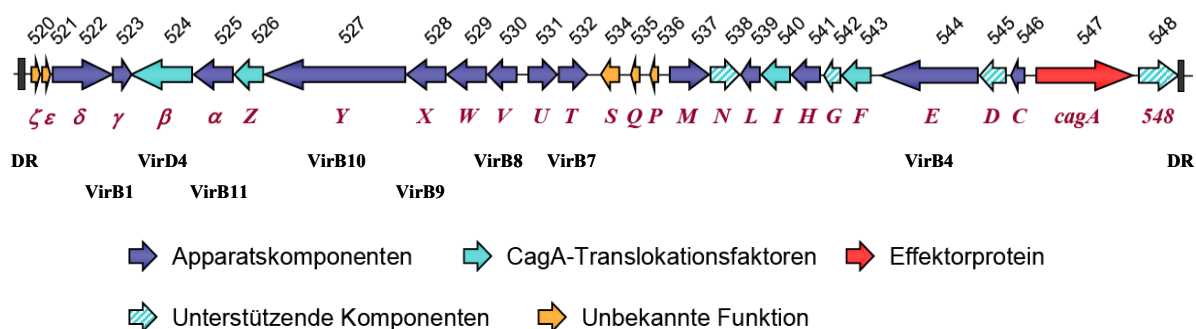 520 521 522 523 524 525 526 527 528 529 530 531 532 534 535 536 537 538 539 540 541 542 543 544 545 546 547 548
ζ ε δ γ β α Z Y X W V U T S Q P M N L I H G F E D C cagA 548
DR VirD4 VirB10 VirB8 VirB7 VirB4 DR
VirB1 VirB11 VirB9
Apparatskomponenten CagA-Translokationsfaktoren Effektorprotein
Unterstützende Komponenten Unbekannte Funktion